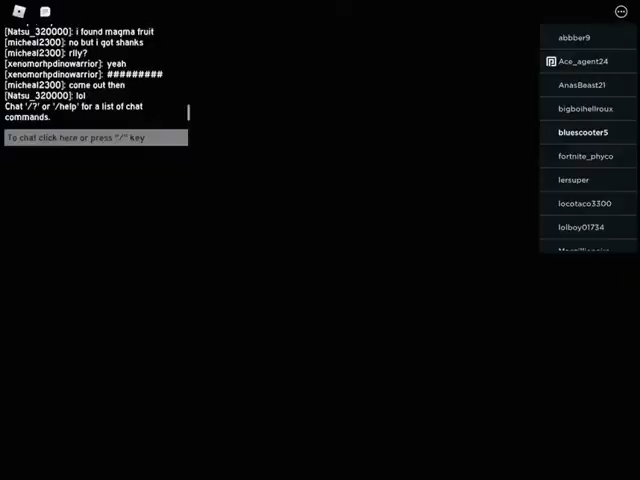 [Natsu_320000]: i found magma fruit
[micheal2300]: no but i got shanks
[micheal2300]: rlly?
[xenomorhpdinowarrior]: yeah
[xenomorhpdinowarrior]: #########
[micheal2300]: come out then
[Natsu_320000]: lol
Chat '/?' or '/help' for a list of chat
commands.
To chat click here or press "/" key
abbber9
Ace_agent24
AnasBeast21
bigboihellroux
bluescooter5
fortnite_phyco
lersuper
locotaco3300
lolboy01734